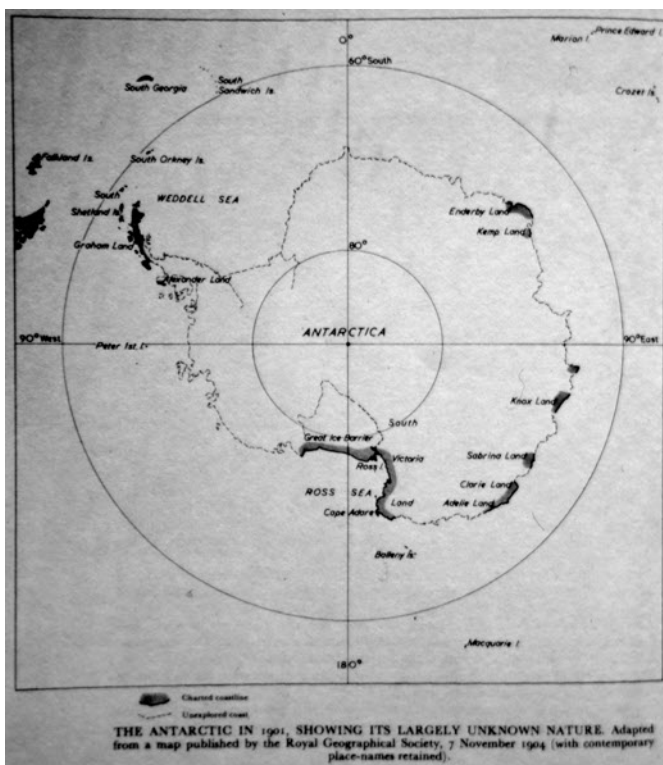 0°
60° South
Marion I.
Prince Edward I.
Crozet Is.
South Georgia
South
Sandwich Is.
Falkland Is.
South Orkney Is.
South
Shetland Is
WEDDELL SEA
Graham Land
Alexander Land
Enderby Land
Kemp Land
80°
ANTARCTICA
90° West
Peter Ist. I.
90° East
Knox Land
South
Great Ice Barrier
Ross I.
Victoria
Sabrina Land
ROSS SEA
Land
Clarie Land
Cape Adare
Adelie Land
Balleny Is.
Macquarie I.
180°
Charted coastline
Unexplored coast
THE ANTARCTIC IN 1901, SHOWING ITS LARGELY UNKNOWN NATURE. Adapted
from a map published by the Royal Geographical Society, 7 November 1904 (with contemporary
place-names retained).